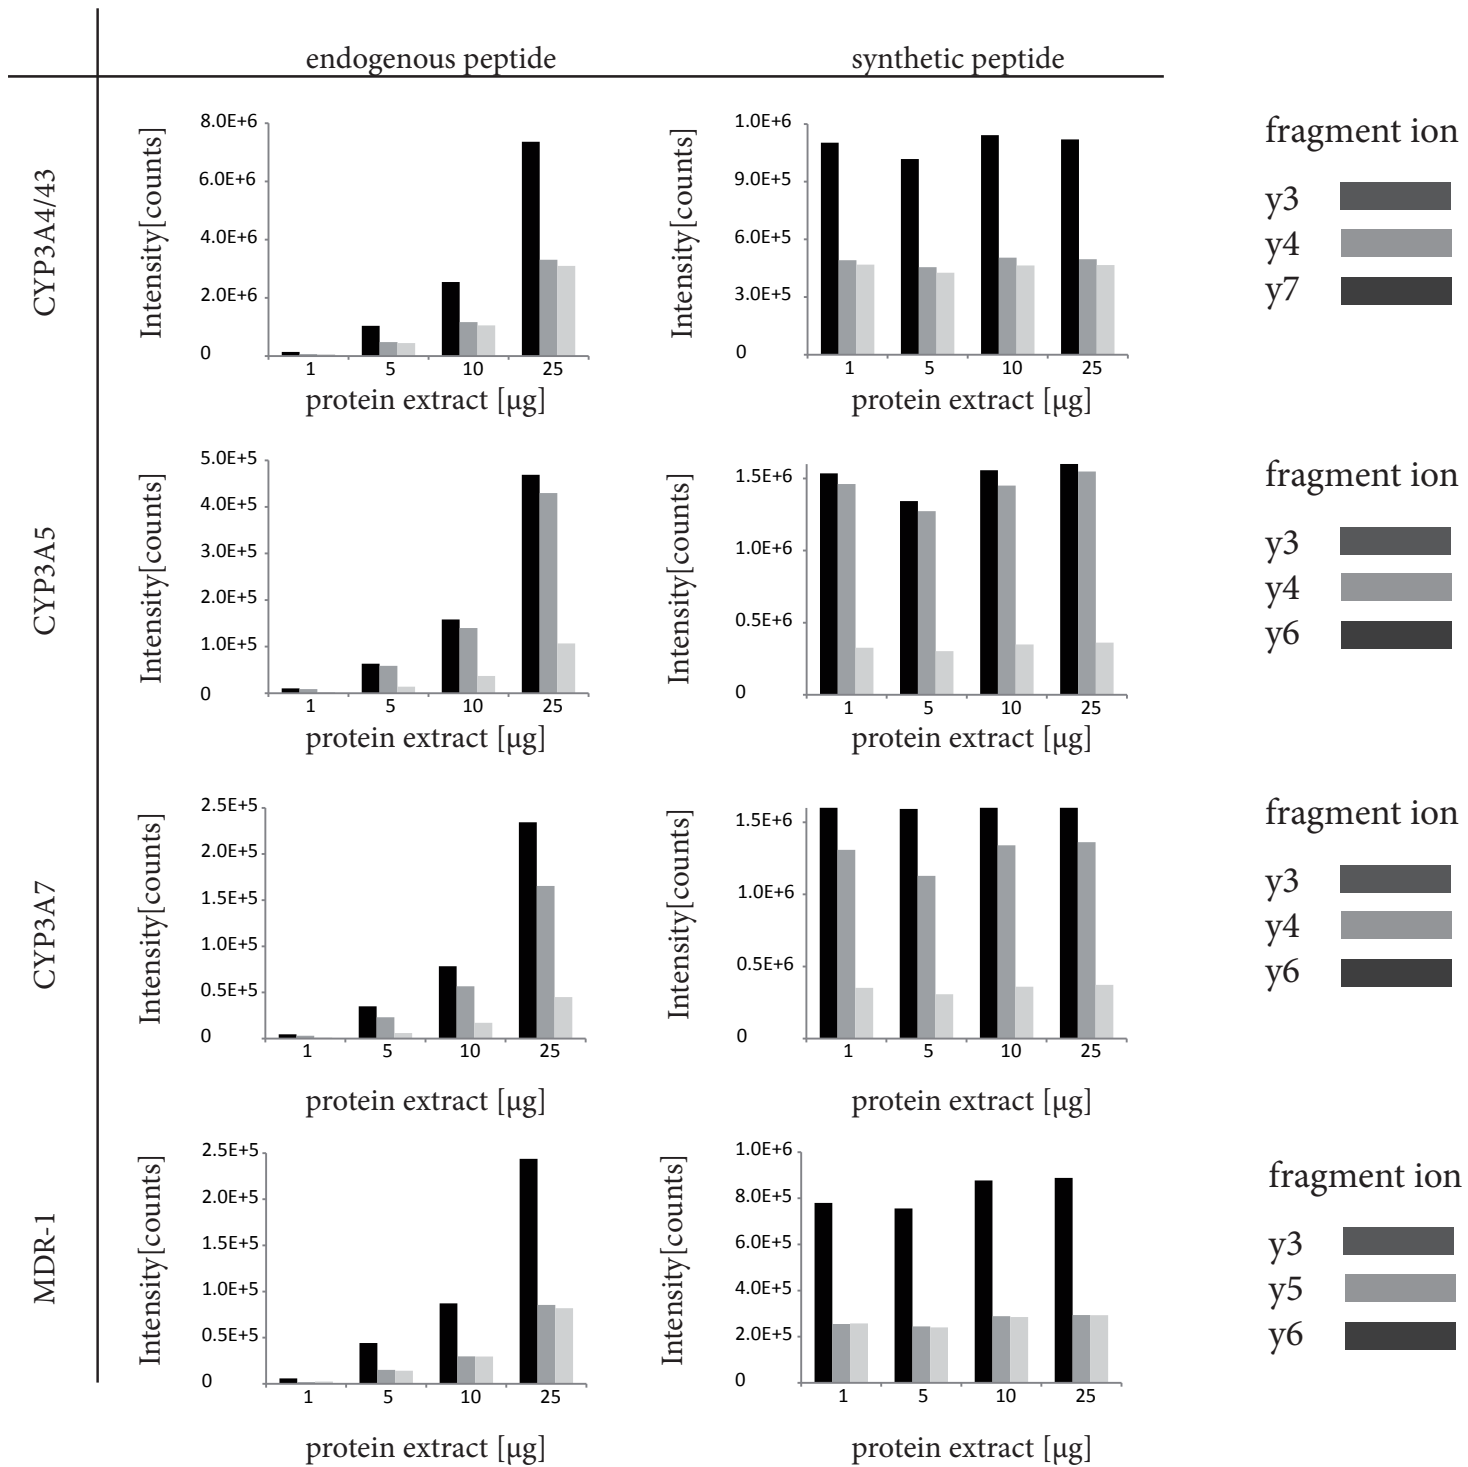 endogenous peptide
synthetic peptide
CYP3A4/43
Intensity[counts]
8.0E+6
6.0E+6
4.0E+6
2.0E+6
0
1 5 10 25
protein extract [µg]
Intensity[counts]
1.0E+6
9.0E+5
6.0E+5
3.0E+5
0
1 5 10 25
protein extract [µg]
fragment ion
y3
y4
y7
CYP3A5
Intensity[counts]
5.0E+5
4.0E+5
3.0E+5
2.0E+5
1.0E+5
0
1 5 10 25
protein extract [µg]
Intensity[counts]
1.5E+6
1.0E+6
0.5E+6
0
1 5 10 25
protein extract [µg]
fragment ion
y3
y4
y6
CYP3A7
Intensity[counts]
2.5E+5
2.0E+5
1.5E+5
1.0E+5
0.5E+5
0
1 5 10 25
protein extract [µg]
Intensity[counts]
1.5E+6
1.0E+6
0.5E+6
0
1 5 10 25
protein extract [µg]
fragment ion
y3
y4
y6
MDR-1
Intensity[counts]
2.5E+5
2.0E+5
1.5E+5
1.0E+5
0.5E+5
0
1 5 10 25
protein extract [µg]
Intensity[counts]
1.0E+6
8.0E+5
6.0E+5
4.0E+5
2.0E+5
0
1 5 10 25
protein extract [µg]
fragment ion
y3
y5
y6